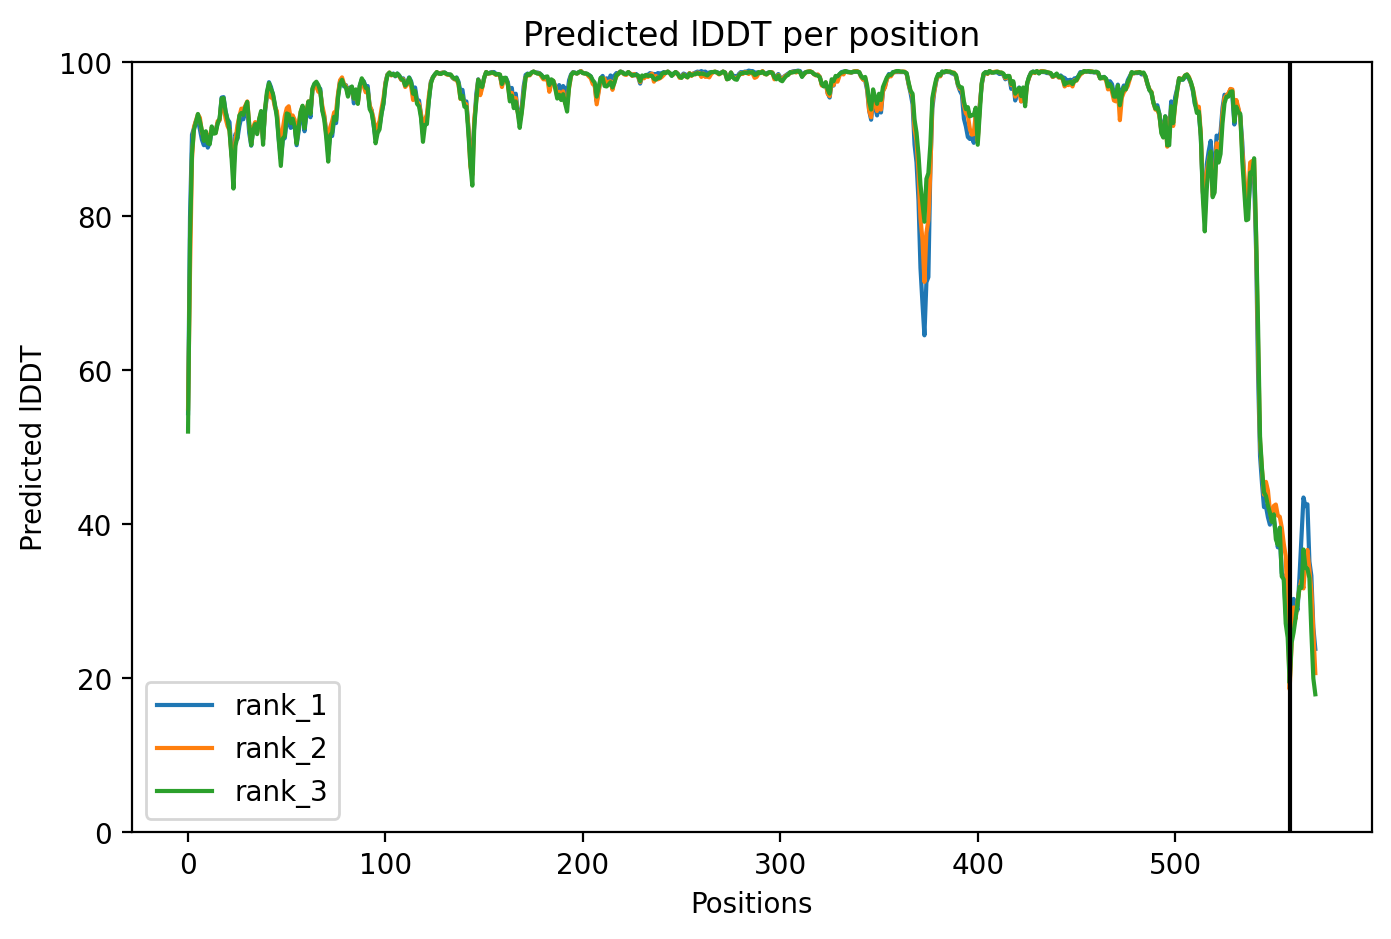 Predicted lDDT per position
Predicted lDDT
100
80
60
40
20
0
rank_1
rank_2
rank_3
0 100 200 300 400 500
Positions